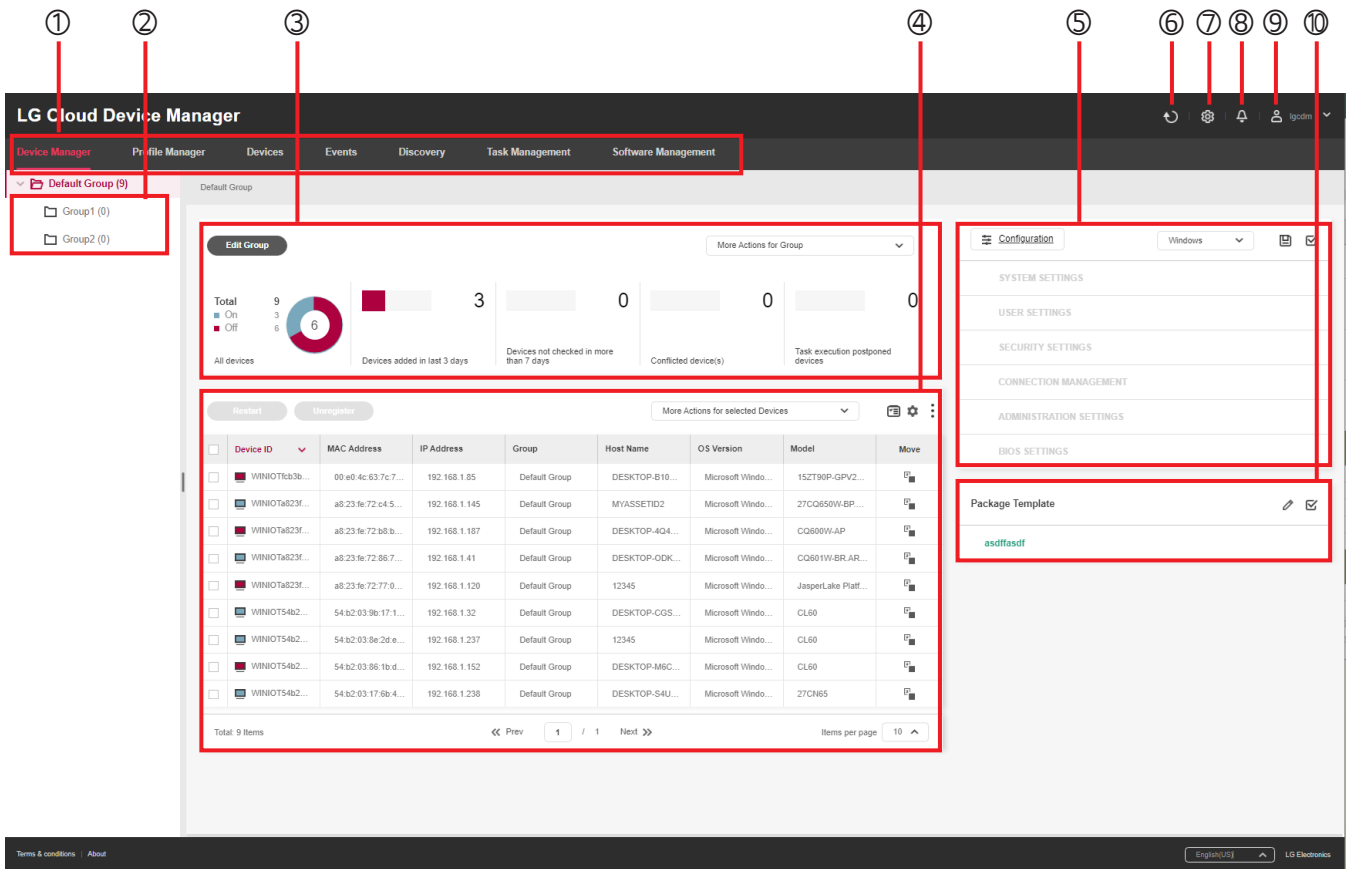 ① ② ③ ④ ⑤ ⑥ ⑦ ⑧ ⑨ ⑩
LG Cloud Device Manager
lgcdm
Device Manager Profile Manager Devices Events Discovery Task Management Software Management
Default Group (9)
Group1 (0)
Group2 (0)
Default Group
Edit Group
More Actions for Group
Total 9
On 3
Off 6
6
All devices
3
Devices added in last 3 days
0
Devices not checked in more
than 7 days
0
Conflicted device(s)
0
Task execution postponed
devices
Restart Unregister
More Actions for selected Devices
Device ID MAC Address IP Address Group Host Name OS Version Model Move
WINIOTfcb3b... 00:e0:4c:63:7c:7... 192.168.1.85 Default Group DESKTOP-B10... Microsoft Windo... 15ZT90P-GPV2...
WINIOTa823f... a8:23:fe:72:c4:5... 192.168.1.145 Default Group MYASSETID2 Microsoft Windo... 27CQ650W-BP....
WINIOTa823f... a8:23:fe:72:b8:b... 192.168.1.187 Default Group DESKTOP-4Q4... Microsoft Windo... CQ600W-AP
WINIOTa823f... a8:23:fe:72:86:7... 192.168.1.41 Default Group DESKTOP-ODK... Microsoft Windo... CQ601W-BR.AR...
WINIOTa823f... a8:23:fe:72:77:0... 192.168.1.120 Default Group 12345 Microsoft Windo... JasperLake Platf...
WINIOT54b2... 54:b2:03:9b:17:1... 192.168.1.32 Default Group DESKTOP-CGS... Microsoft Windo... CL60
WINIOT54b2... 54:b2:03:8e:2d:e... 192.168.1.237 Default Group 12345 Microsoft Windo... CL60
WINIOT54b2... 54:b2:03:86:1b:d... 192.168.1.152 Default Group DESKTOP-M6C... Microsoft Windo... CL60
WINIOT54b2... 54:b2:03:17:6b:4... 192.168.1.238 Default Group DESKTOP-S4U... Microsoft Windo... 27CN65
Total: 9 Items
Prev 1 / 1 Next
Items per page 10
Configuration
Windows
SYSTEM SETTINGS
USER SETTINGS
SECURITY SETTINGS
CONNECTION MANAGEMENT
ADMINISTRATION SETTINGS
BIOS SETTINGS
Package Template
asdffasdf
Terms & conditions | About
English(US) LG Electronics